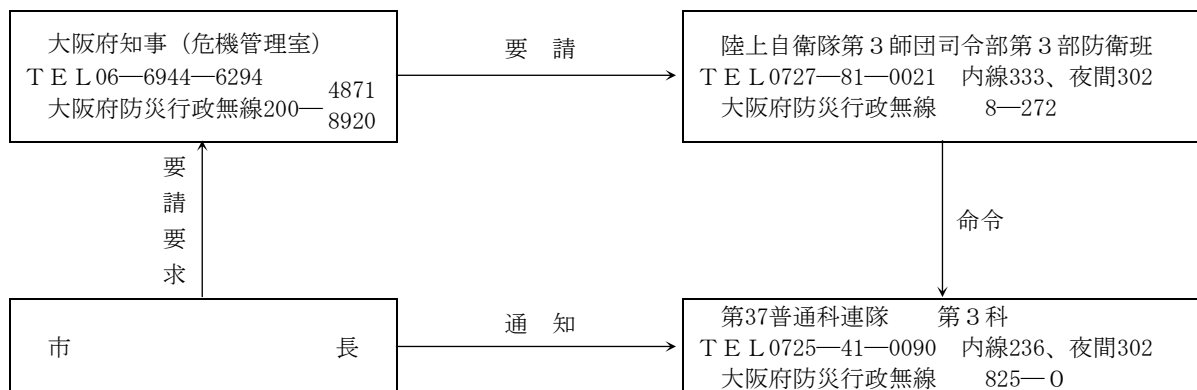 大阪府知事（危機管理室）
ＴＥＬ06―6944―6294
大阪府防災行政無線200―4871
8920
要　請
陸上自衛隊第３師団司令部第３部防衛班
ＴＥＬ0727―81―0021　内線333、夜間302
大阪府防災行政無線　　8―272
要請要求
命令
市　長
通　知
第37普通科連隊　　第３科
ＴＥＬ0725―41―0090　内線236、夜間302
大阪府防災行政無線　　825―０